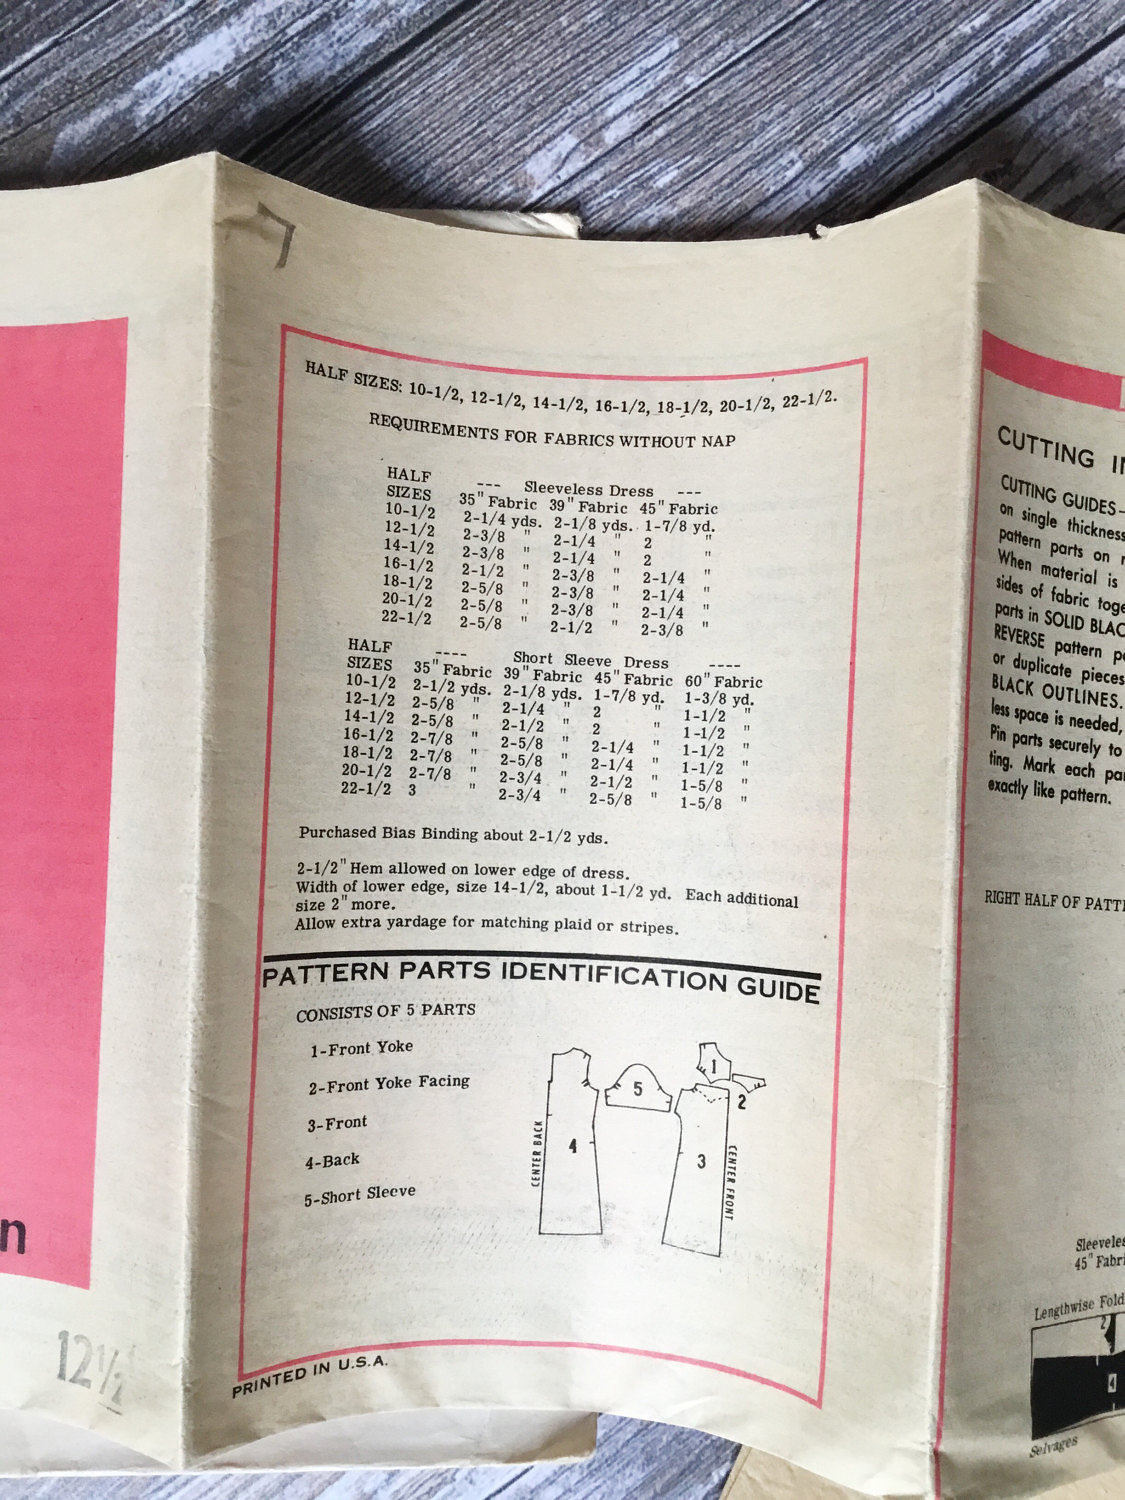 7
HALF SIZES: 10-1/2, 12-1/2, 14-1/2, 16-1/2, 18-1/2, 20-1/2, 22-1/2.
REQUIREMENTS FOR FABRICS WITHOUT NAP
HALF --- Sleeveless Dress ---
SIZES 35" Fabric 39" Fabric 45" Fabric
10-1/2 2-1/4 yds. 2-1/8 yds. 1-7/8 yd.
12-1/2 2-3/8 " 2-1/4 " 2 "
14-1/2 2-3/8 " 2-1/4 " 2 "
16-1/2 2-1/2 " 2-3/8 " 2-1/4 "
18-1/2 2-5/8 " 2-3/8 " 2-1/4 "
20-1/2 2-5/8 " 2-3/8 " 2-1/4 "
22-1/2 2-5/8 " 2-1/2 " 2-3/8 "
HALF ---- Short Sleeve Dress ----
SIZES 35" Fabric 39" Fabric 45" Fabric 60" Fabric
10-1/2 2-1/2 yds. 2-1/8 yds. 1-7/8 yd. 1-3/8 yd.
12-1/2 2-5/8 " 2-1/4 " 2 " 1-1/2 "
14-1/2 2-5/8 " 2-1/2 " 2 " 1-1/2 "
16-1/2 2-7/8 " 2-5/8 " 2-1/4 " 1-1/2 "
18-1/2 2-7/8 " 2-5/8 " 2-1/4 " 1-1/2 "
20-1/2 2-7/8 " 2-3/4 " 2-1/2 " 1-5/8 "
22-1/2 3 " 2-3/4 " 2-5/8 " 1-5/8 "
Purchased Bias Binding about 2-1/2 yds.
2-1/2" Hem allowed on lower edge of dress.
Width of lower edge, size 14-1/2, about 1-1/2 yd. Each additional
size 2" more.
Allow extra yardage for matching plaid or stripes.
PATTERN PARTS IDENTIFICATION GUIDE
CONSISTS OF 5 PARTS
1-Front Yoke
2-Front Yoke Facing
3-Front
4-Back
5-Short Sleeve
CENTER BACK
4
5
1
2
3
CENTER FRONT
PRINTED IN U.S.A.
n
12 1/2
CUTTING
CUTTING GUIDES-
on single thickness
pattern parts on
When material is
sides of fabric
parts in SOLID
REVERSE pattern
or duplicate pieces
BLACK OUTLINES.
less space is needed,
Pin parts securely to
ting. Mark each
exactly like pattern.
RIGHT HALF OF
45"
Lengthwise Fold
2
4
Selvages